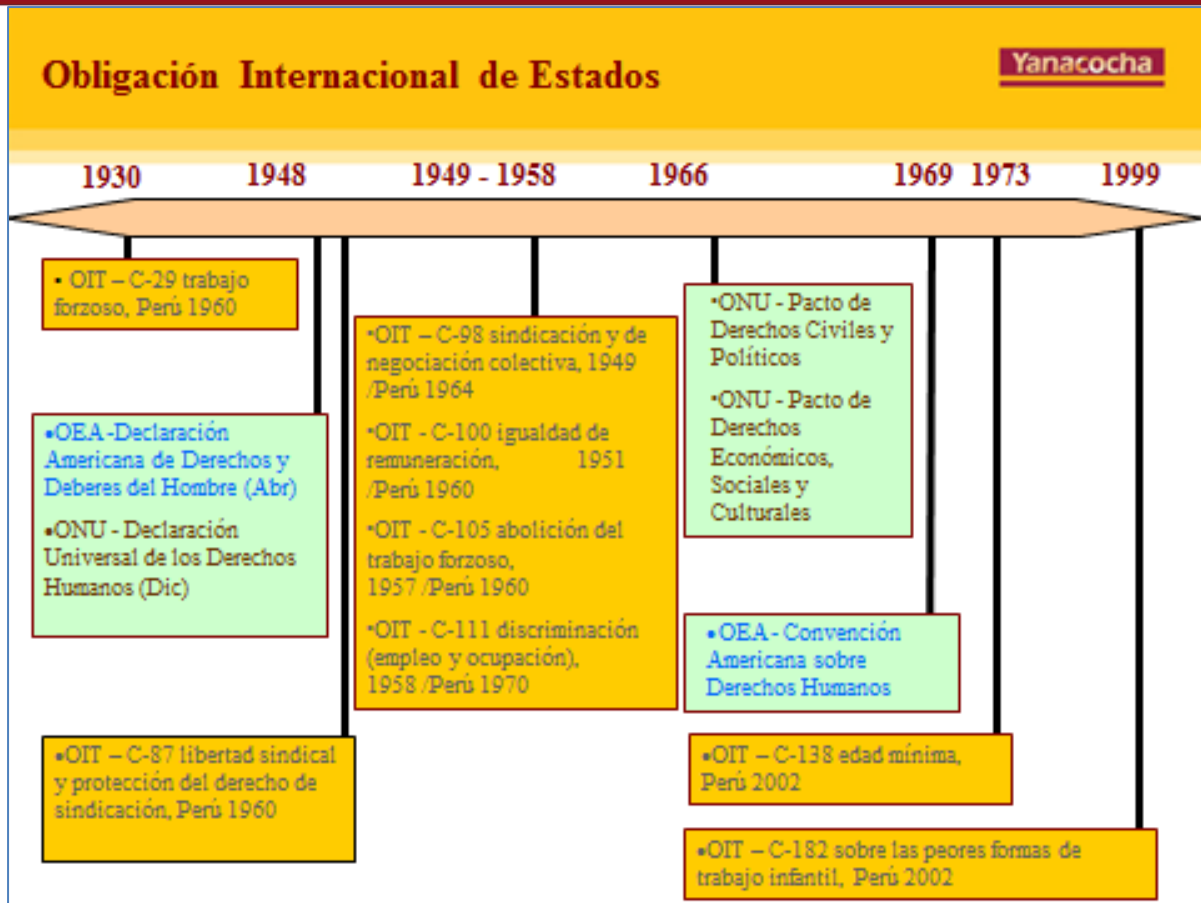 Obligación Internacional de Estados
Yanacocha
1930 1948 1949 - 1958 1966 1969 1973 1999
• OIT – C-29 trabajo
forzoso, Perú 1960
•OEA -Declaración
Americana de Derechos y
Deberes del Hombre (Abr)
•ONU - Declaración
Universal de los Derechos
Humanos (Dic)
•OIT – C-87 libertad sindical
y protección del derecho de
sindicación, Perú 1960
•OIT – C-98 sindicación y de
negociación colectiva, 1949
/Perú 1964
•OIT - C-100 igualdad de
remuneración, 1951
/Perú 1960
•OIT - C-105 abolición del
trabajo forzoso,
1957 /Perú 1960
•OIT - C-111 discriminación
(empleo y ocupación),
1958 /Perú 1970
•ONU - Pacto de
Derechos Civiles y
Políticos
•ONU - Pacto de
Derechos
Económicos,
Sociales y
Culturales
•OEA - Convención
Americana sobre
Derechos Humanos
•OIT – C-138 edad mínima,
Perú 2002
•OIT – C-182 sobre las peores formas de
trabajo infantil, Perú 2002